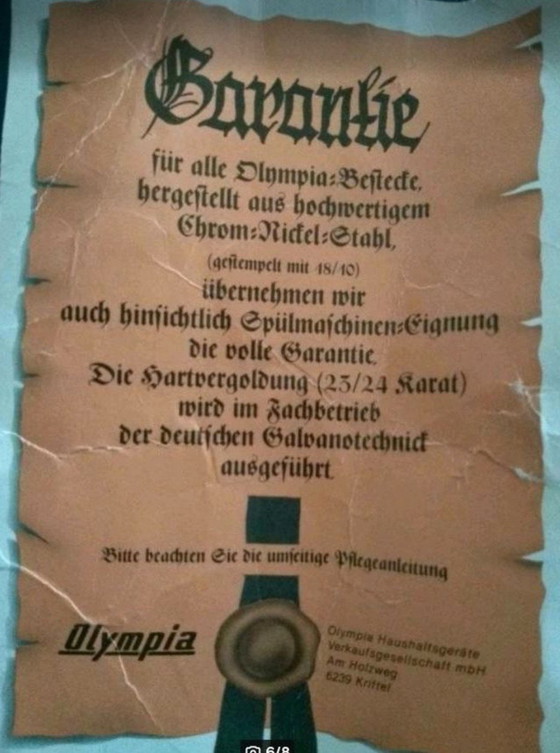 Garantie
für alle Olympia-Bestecke,
hergestellt aus hochwertigem
Chrom-Nickel-Stahl,
(gestempelt mit 18/10)
übernehmen wir
auch hinsichtlich Spülmaschinen-Eignung
die volle Garantie.
Die Hartvergoldung (23/24 Karat)
wird im Fachbetrieb
der deutschen Galvanotechnick
ausgeführt.
Bitte beachten Sie die umseitige Pflegeanleitung
Olympia
Olympia Haushaltsgeräte
Verkaufsgesellschaft mbH
Am Holzweg
6239 Kriftel
6/8